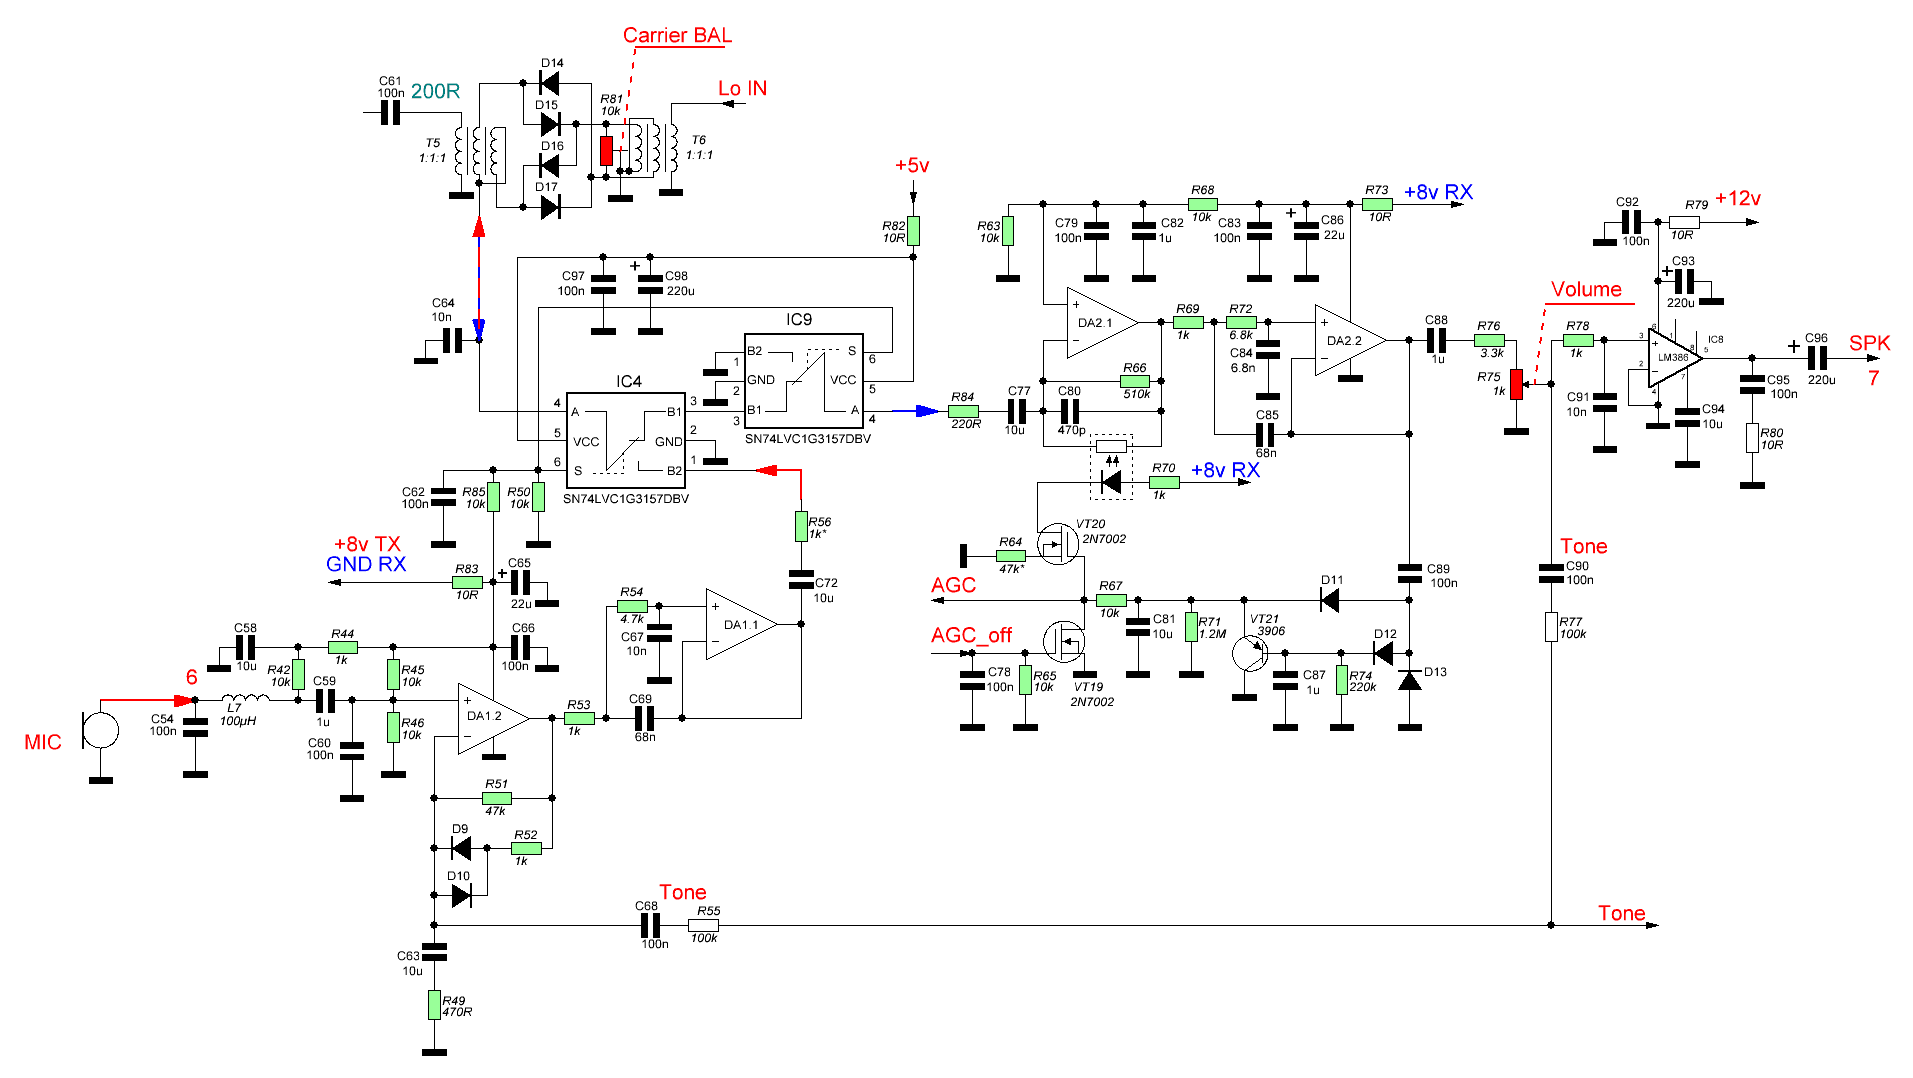 Carrier BAL
D14
C61
100n
200R
Lo IN
R81
10k
D15
T5
1:1:1
D16
T6
1:1:1
D17
+5v
R82
10R
C97
100n
+
C98
220u
C64
10n
IC9
B2
1
GND
2
B1
3
S
6
VCC
5
A
4
SN74LVC1G3157DBV
IC4
4
A
5
VCC
6
S
B1
3
GND
2
B2
1
SN74LVC1G3157DBV
R63
10k
C79
100n
C82
1u
R68
10k
C83
100n
+
C86
22u
R73
10R
+8v RX
+
DA2.1
−
R69
1k
R72
6.8k
C84
6.8n
+
DA2.2
−
R66
510k
C80
470p
C85
68n
R84
220R
C77
10u
R70
1k
+8v RX
C88
1u
R76
3.3k
Volume
R75
1k
R78
1k
C91
10n
C92
100n
R79
10R
+12v
+
C93
220u
IC8
LM386
3
+
2
−
6
1
8
5
7
4
C94
10u
C95
100n
R80
10R
+
C96
220u
SPK
7
C62
100n
R85
10k
R50
10k
R56
1k*
C72
10u
+8v TX
GND RX
R83
10R
+
C65
22u
C66
100n
C58
10u
R44
1k
R42
10k
R45
10k
R46
10k
C59
1u
C60
100n
L7
100µH
6
C54
100n
MIC
+
DA1.2
−
R53
1k
R54
4.7k
C67
10n
C69
68n
+
DA1.1
−
R51
47k
D9
R52
1k
D10
C63
10u
R49
470R
Tone
C68
100n
R55
100k
VT20
2N7002
R64
47k*
AGC
R67
10k
C81
10u
R71
1.2M
AGC_off
C78
100n
R65
10k
VT19
2N7002
VT21
3906
D11
D12
D13
C87
1u
R74
220k
C89
100n
Tone
C90
100n
R77
100k
Tone